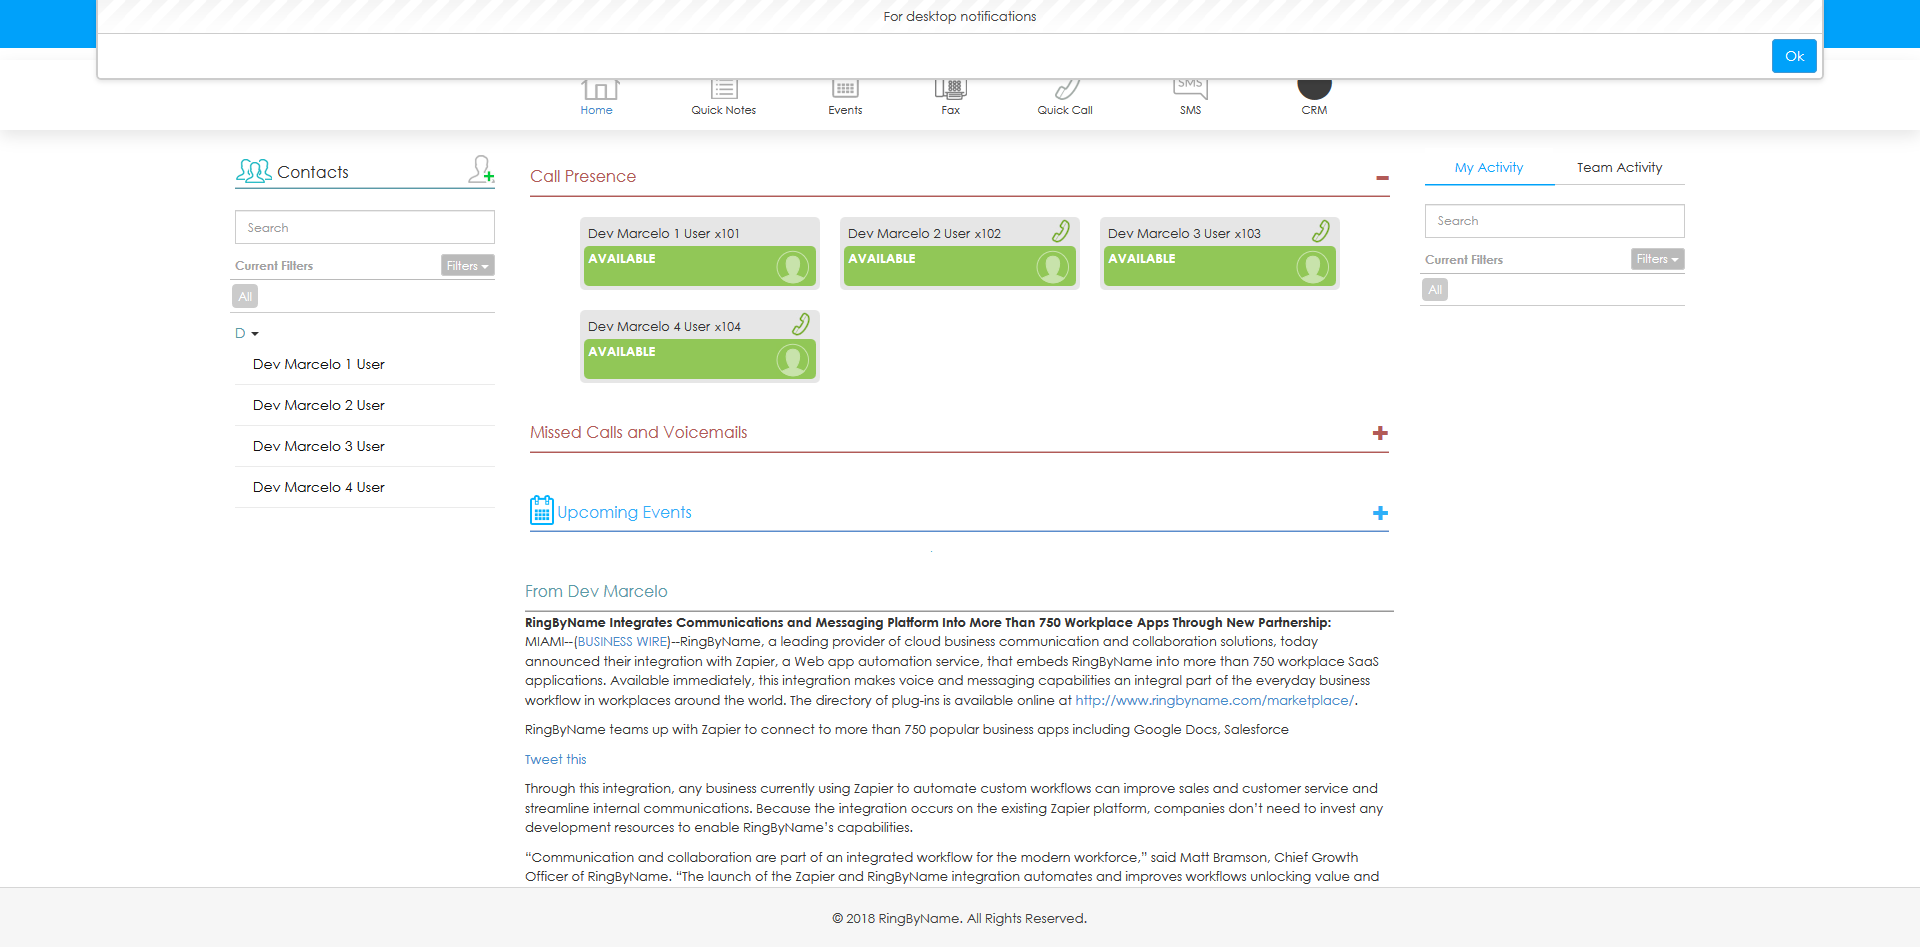 For desktop notifications
Ok
Home
Quick Notes
Events
Fax
Quick Call
SMS
SMS
CRM
Contacts
Search
Current Filters
Filters
All
D
Dev Marcelo 1 User
Dev Marcelo 2 User
Dev Marcelo 3 User
Dev Marcelo 4 User
Call Presence
Dev Marcelo 1 User x101
AVAILABLE
Dev Marcelo 2 User x102
AVAILABLE
Dev Marcelo 3 User x103
AVAILABLE
Dev Marcelo 4 User x104
AVAILABLE
Missed Calls and Voicemails
Upcoming Events
From Dev Marcelo
RingByName Integrates Communications and Messaging Platform Into More Than 750 Workplace Apps Through New Partnership:
MIAMI--(BUSINESS WIRE)--RingByName, a leading provider of cloud business communication and collaboration solutions, today
announced their integration with Zapier, a Web app automation service, that embeds RingByName into more than 750 workplace SaaS
applications. Available immediately, this integration makes voice and messaging capabilities an integral part of the everyday business
workflow in workplaces around the world. The directory of plug-ins is available online at http://www.ringbyname.com/marketplace/.
RingByName teams up with Zapier to connect to more than 750 popular business apps including Google Docs, Salesforce
Tweet this
Through this integration, any business currently using Zapier to automate custom workflows can improve sales and customer service and
streamline internal communications. Because the integration occurs on the existing Zapier platform, companies don’t need to invest any
development resources to enable RingByName’s capabilities.
“Communication and collaboration are part of an integrated workflow for the modern workforce,” said Matt Bramson, Chief Growth
Officer of RingByName. “The launch of the Zapier and RingByName integration automates and improves workflows unlocking value and
My Activity
Team Activity
Search
Current Filters
Filters
All
© 2018 RingByName. All Rights Reserved.